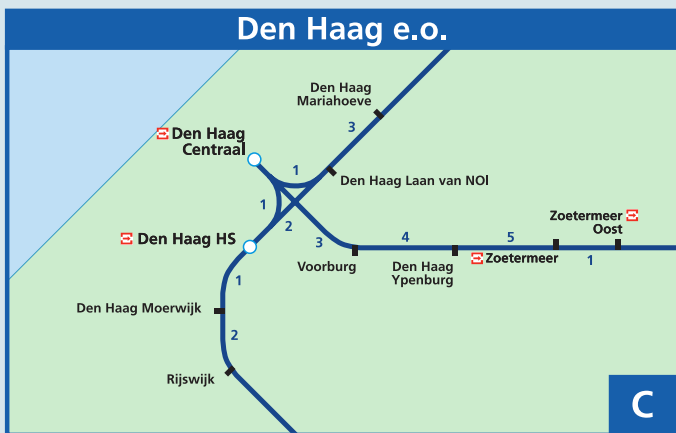 Den Haag e.o.
Den Haag
Mariahoeve
3
Den Haag
Centraal
1
Den Haag Laan van NOI
1
2
Den Haag HS
3
4
5
Zoetermeer
Oost
1
Voorburg
Den Haag
Ypenburg
Zoetermeer
1
Den Haag Moerwijk
2
Rijswijk
C